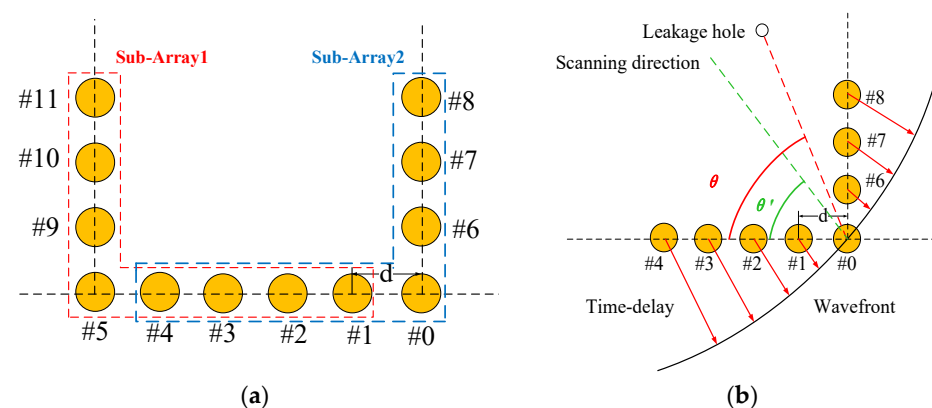 Sub-Array1
Sub-Array2
#11
#8
#10
#7
#9
#6
d
#5
#4
#3
#2
#1
#0
(a)
Leakage hole
Scanning direction
#8
#7
#6
θ
θ'
d
#4
#3
#2
#1
#0
Time-delay
Wavefront
(b)